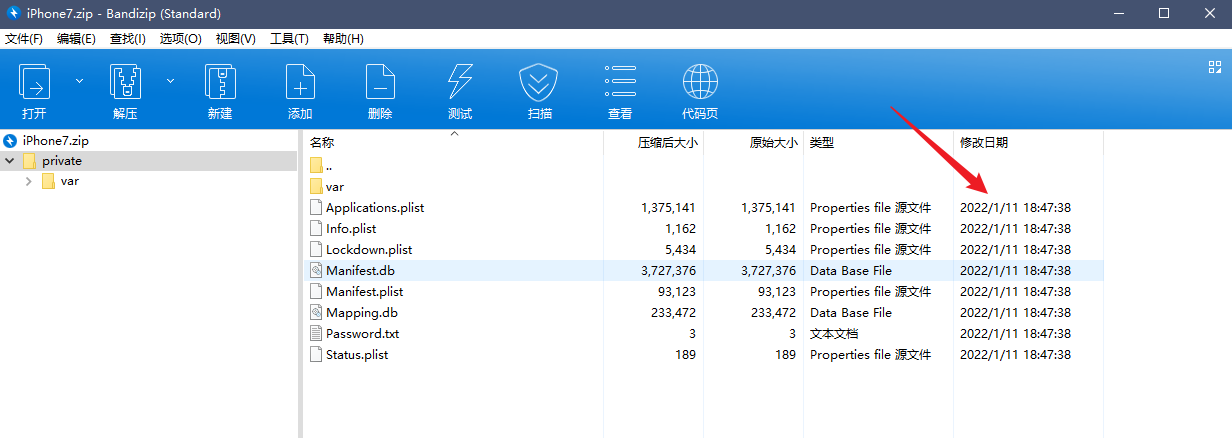 iPhone7.zip - Bandizip (Standard)
文件(F) 编辑(E) 查找(I) 选项(O) 视图(V) 工具(T) 帮助(H)
打开 解压 新建 添加 删除 测试 扫描 查看 代码页
iPhone7.zip
private
var
名称 压缩后大小 原始大小 类型 修改日期
..
var
Applications.plist 1,375,141 1,375,141 Properties file 源文件 2022/1/11 18:47:38
Info.plist 1,162 1,162 Properties file 源文件 2022/1/11 18:47:38
Lockdown.plist 5,434 5,434 Properties file 源文件 2022/1/11 18:47:38
Manifest.db 3,727,376 3,727,376 Data Base File 2022/1/11 18:47:38
Manifest.plist 93,123 93,123 Properties file 源文件 2022/1/11 18:47:38
Mapping.db 233,472 233,472 Data Base File 2022/1/11 18:47:38
Password.txt 3 3 文本文档 2022/1/11 18:47:38
Status.plist 189 189 Properties file 源文件 2022/1/11 18:47:38